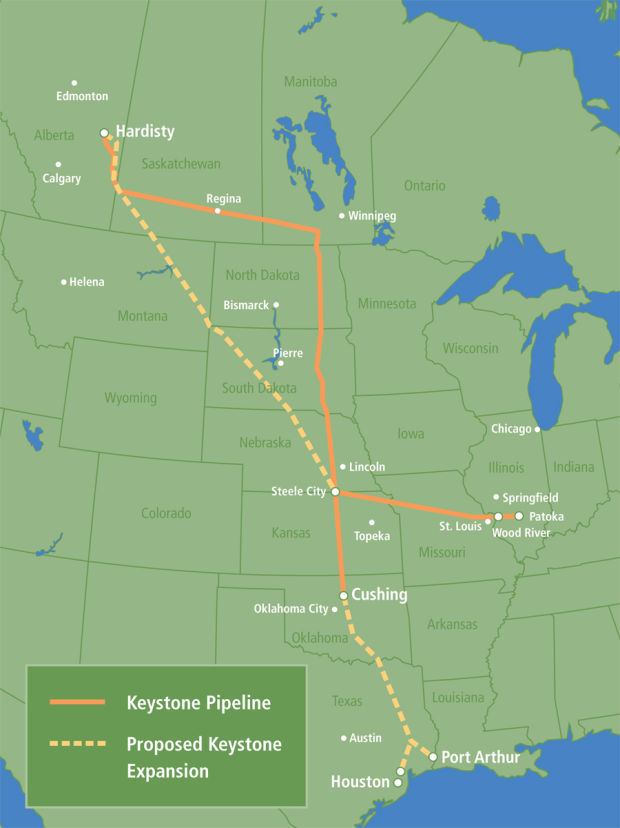 Manitoba
Edmonton
Hardisty
Alberta
Saskatchewan
Calgary
Ontario
Regina
Winnipeg
North Dakota
Helena
Bismarck
Minnesota
Montana
Wisconsin
Pierre
South Dakota
Wyoming
Chicago
Iowa
Nebraska
Lincoln
Illinois
Indiana
Steele City
Springfield
Colorado
Patoka
St. Louis
Wood River
Kansas
Topeka
Missouri
Cushing
Oklahoma City
Arkansas
Oklahoma
Louisiana
Texas
Austin
Port Arthur
Houston
Keystone Pipeline
Proposed Keystone
Expansion